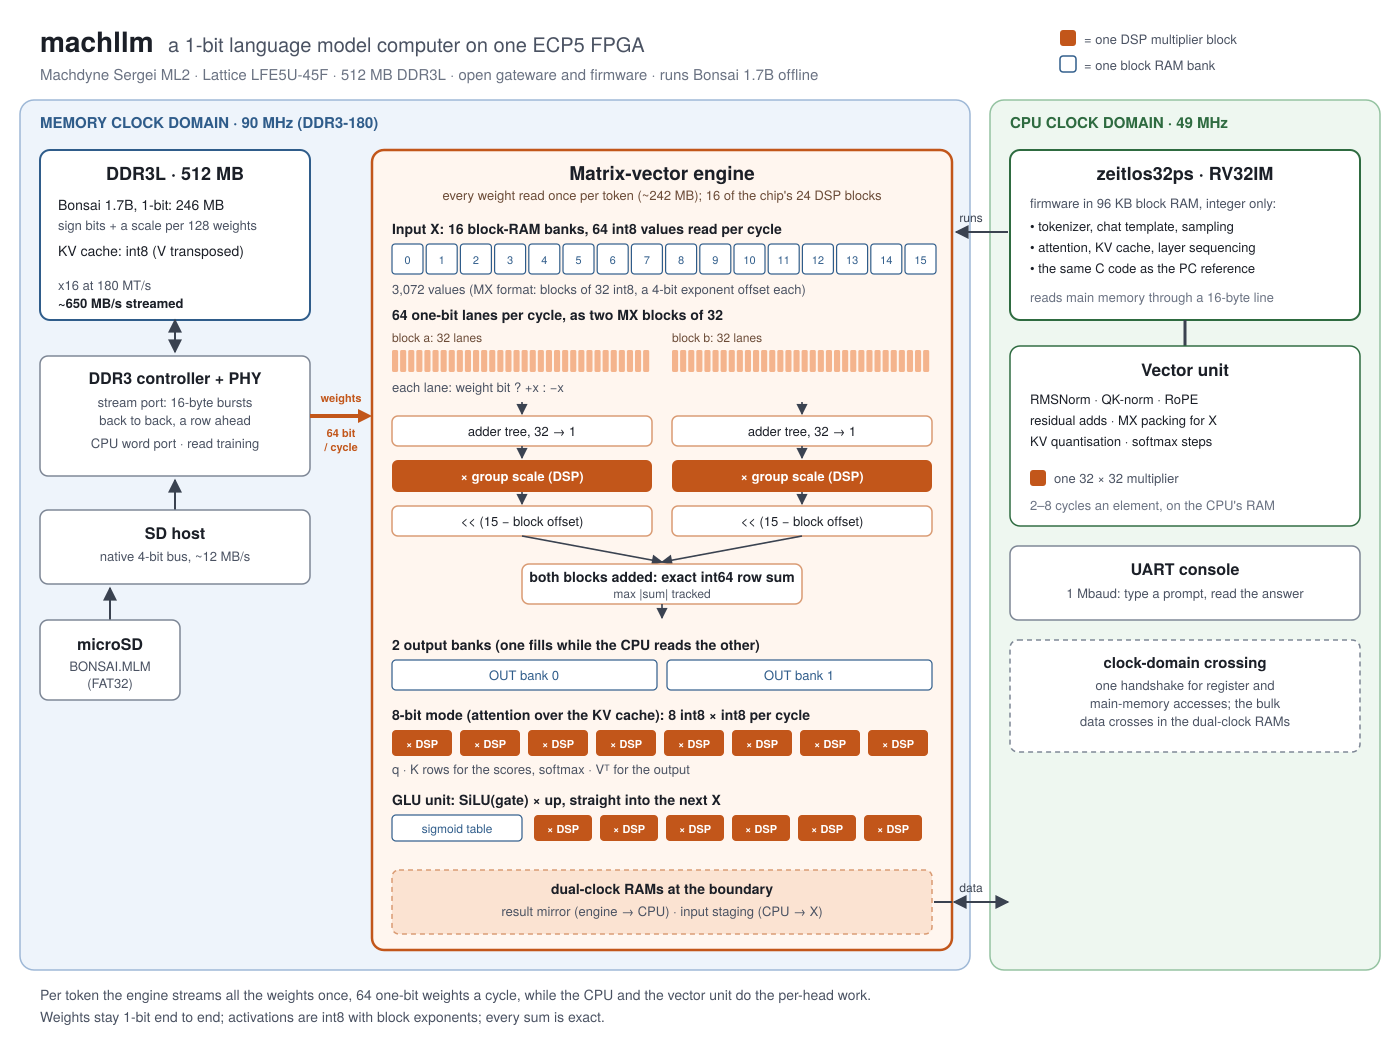 machllm a 1-bit language model computer on one ECP5 FPGA
Machdyne Sergei ML2 · Lattice LFE5U-45F · 512 MB DDR3L · open gateware and firmware · runs Bonsai 1.7B offline
= one DSP multiplier block
= one block RAM bank
MEMORY CLOCK DOMAIN · 90 MHz (DDR3-180)
DDR3L · 512 MB
Bonsai 1.7B, 1-bit: 246 MB
sign bits + a scale per 128 weights
KV cache: int8 (V transposed)
x16 at 180 MT/s
~650 MB/s streamed
DDR3 controller + PHY
stream port: 16-byte bursts
back to back, a row ahead
CPU word port · read training
weights
64 bit
/ cycle
SD host
native 4-bit bus, ~12 MB/s
microSD
BONSAI.MLM
(FAT32)
Matrix-vector engine
every weight read once per token (~242 MB); 16 of the chip's 24 DSP blocks
Input X: 16 block-RAM banks, 64 int8 values read per cycle
0 1 2 3 4 5 6 7 8 9 10 11 12 13 14 15
3,072 values (MX format: blocks of 32 int8, a 4-bit exponent offset each)
64 one-bit lanes per cycle, as two MX blocks of 32
block a: 32 lanes block b: 32 lanes
each lane: weight bit ? +x : −x
adder tree, 32 → 1 adder tree, 32 → 1
× group scale (DSP) × group scale (DSP)
<< (15 − block offset) << (15 − block offset)
both blocks added: exact int64 row sum
max |sum| tracked
2 output banks (one fills while the CPU reads the other)
OUT bank 0 OUT bank 1
8-bit mode (attention over the KV cache): 8 int8 × int8 per cycle
× DSP × DSP × DSP × DSP × DSP × DSP × DSP × DSP
q · K rows for the scores, softmax · Vᵀ for the output
GLU unit: SiLU(gate) × up, straight into the next X
sigmoid table × DSP × DSP × DSP × DSP × DSP × DSP
dual-clock RAMs at the boundary
result mirror (engine → CPU) · input staging (CPU → X)
runs
data
CPU CLOCK DOMAIN · 49 MHz
zeitlos32ps · RV32IM
firmware in 96 KB block RAM, integer only:
• tokenizer, chat template, sampling
• attention, KV cache, layer sequencing
• the same C code as the PC reference
reads main memory through a 16-byte line
Vector unit
RMSNorm · QK-norm · RoPE
residual adds · MX packing for X
KV quantisation · softmax steps
one 32 × 32 multiplier
2–8 cycles an element, on the CPU's RAM
UART console
1 Mbaud: type a prompt, read the answer
clock-domain crossing
one handshake for register and
main-memory accesses; the bulk
data crosses in the dual-clock RAMs
Per token the engine streams all the weights once, 64 one-bit weights a cycle, while the CPU and the vector unit do the per-head work.
Weights stay 1-bit end to end; activations are int8 with block exponents; every sum is exact.